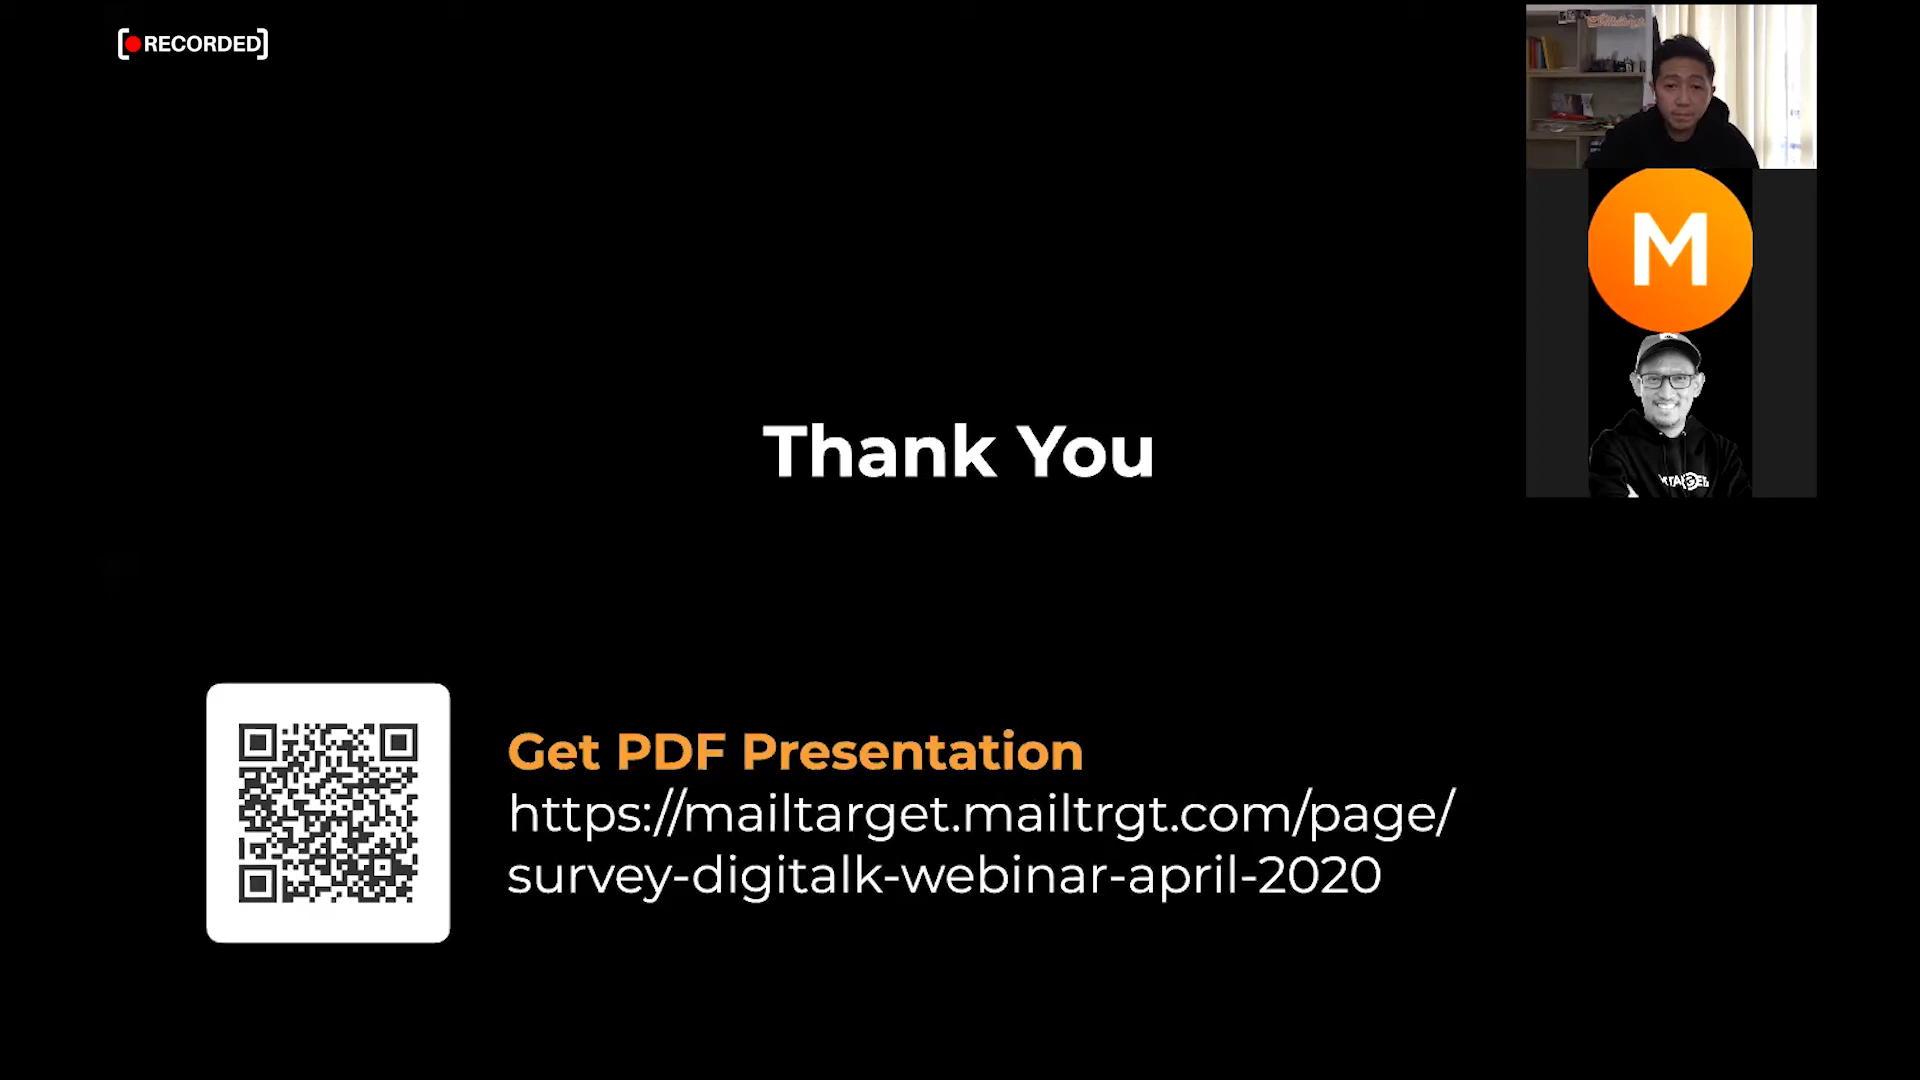 [RECORDED]
M
Thank You
Get PDF Presentation
https://mailtarget.mailtrgt.com/page/
survey-digitalk-webinar-april-2020